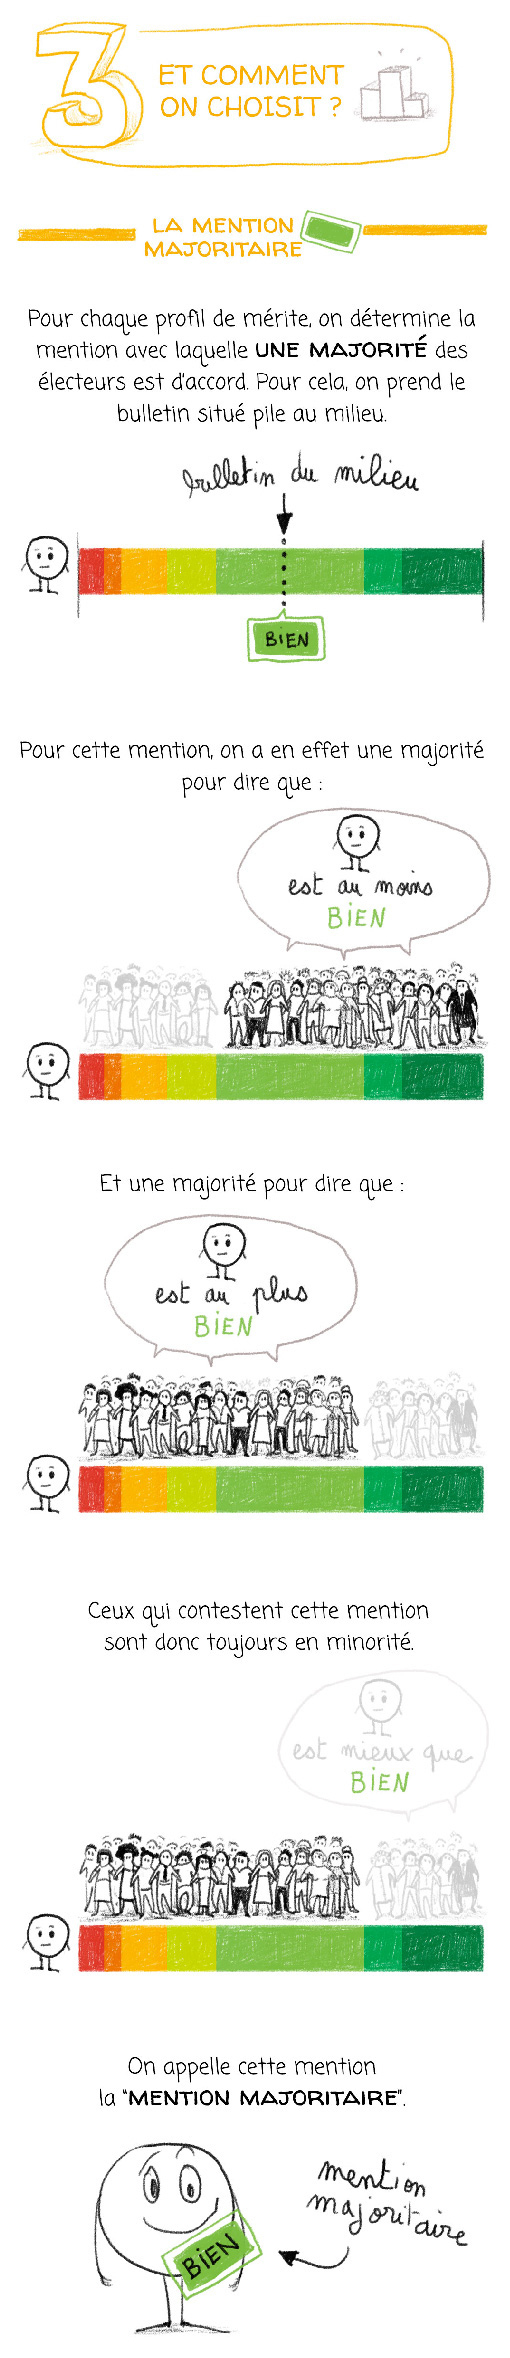 3
ET COMMENT
ON CHOISIT ?
LA MENTION
MAJORITAIRE
Pour chaque profil de mérite, on détermine la
mention avec laquelle UNE MAJORITÉ des
électeurs est d'accord. Pour cela, on prend le
bulletin situé pile au milieu.
bulletin du milieu
BIEN
Pour cette mention, on a en effet une majorité
pour dire que :
est au moins
BIEN
Et une majorité pour dire que :
est au plus
BIEN
Ceux qui contestent cette mention
sont donc toujours en minorité.
est mieux que
BIEN
On appelle cette mention
la "MENTION MAJORITAIRE".
mention
majoritaire
BIEN